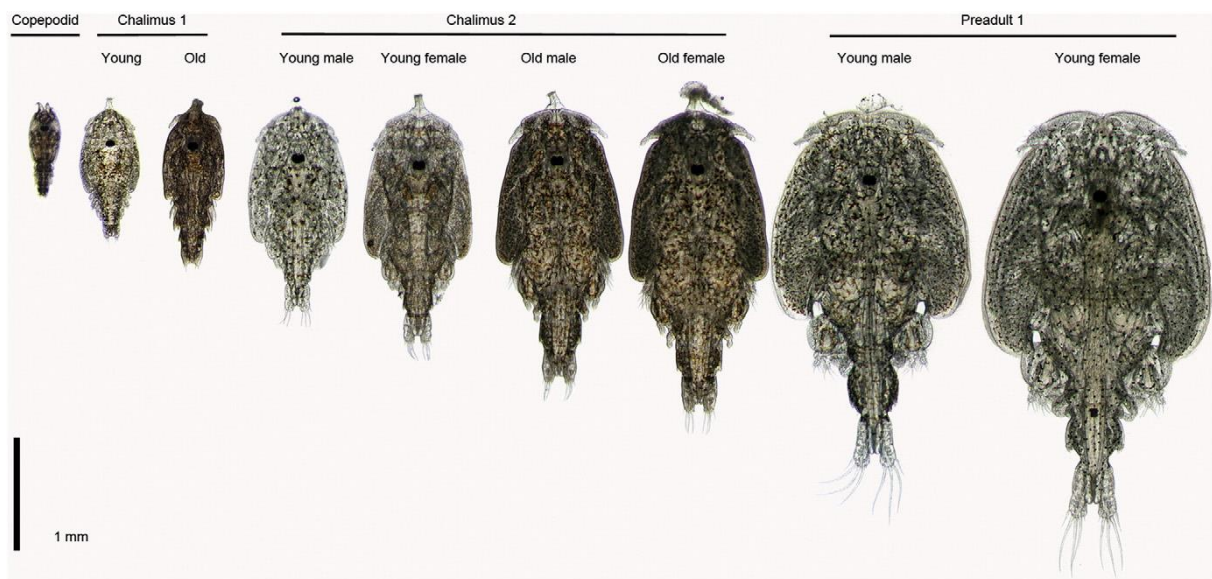 Copepodid Chalimus 1 Chalimus 2 Preadult 1
Young Old Young male Young female Old male Old female Young male Young female
1 mm